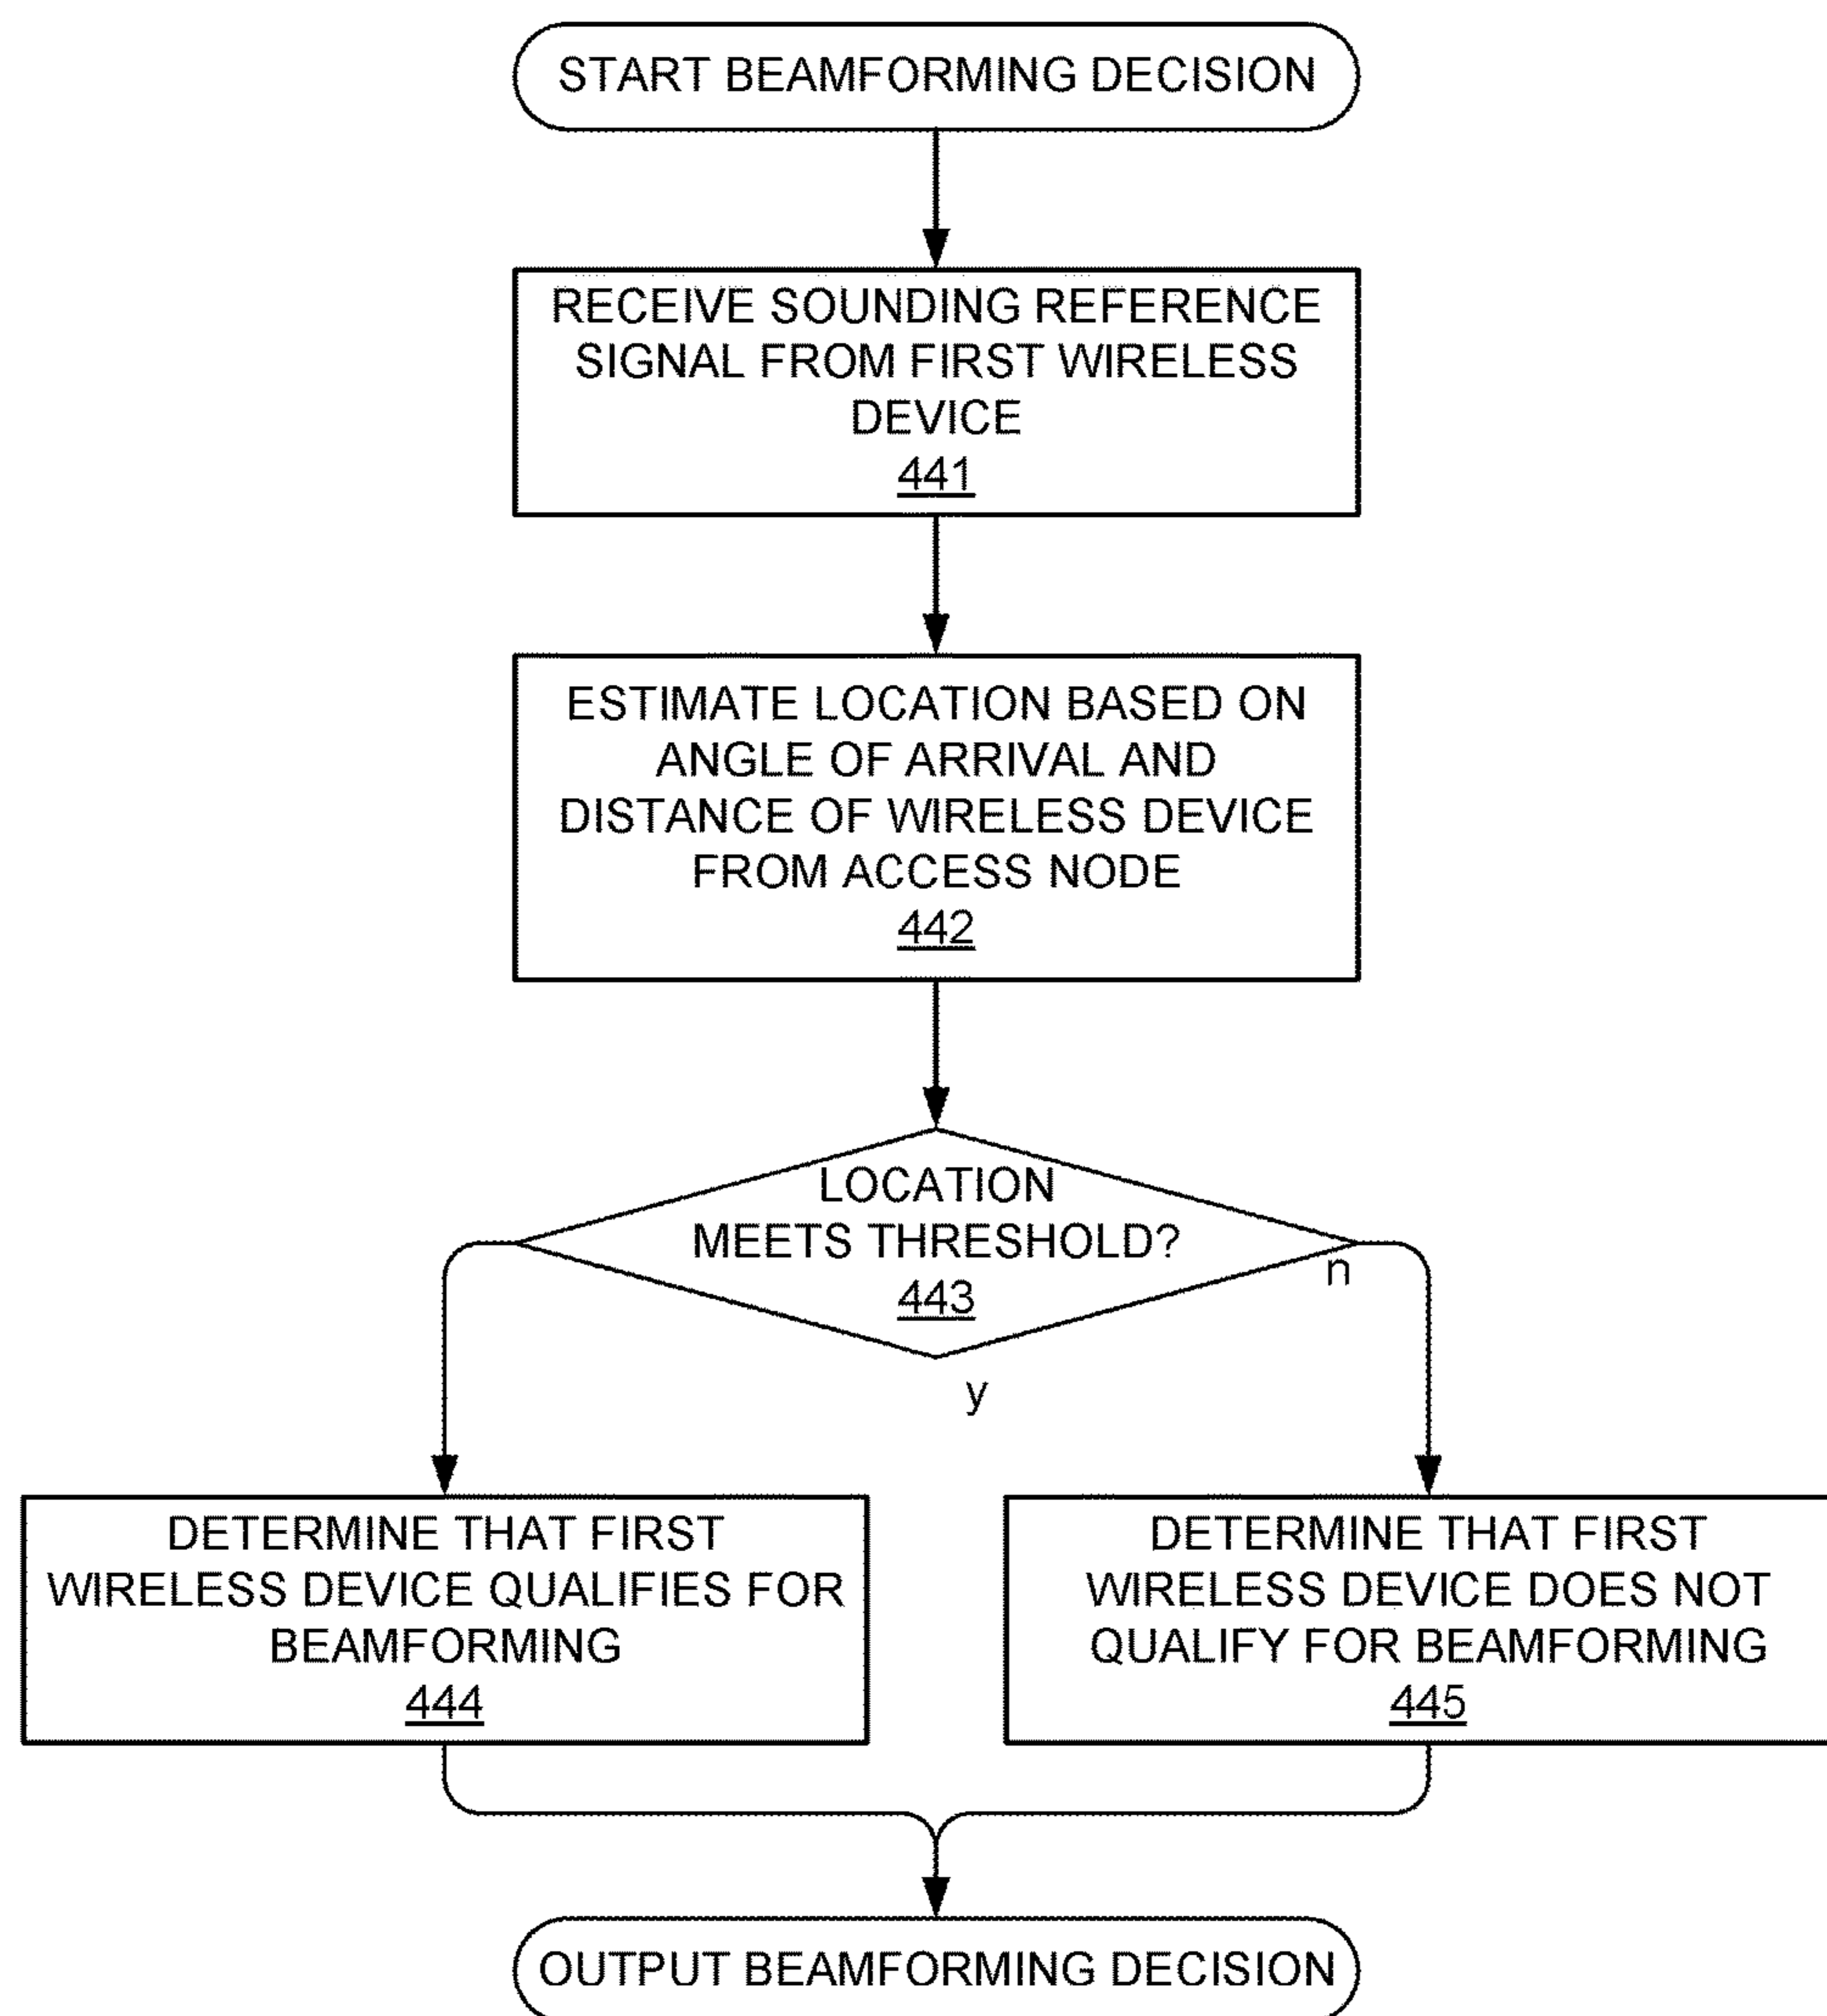 START BEAMFORMING DECISION
RECEIVE SOUNDING REFERENCE
SIGNAL FROM FIRST WIRELESS
DEVICE
441
ESTIMATE LOCATION BASED ON
ANGLE OF ARRIVAL AND
DISTANCE OF WIRELESS DEVICE
FROM ACCESS NODE
442
LOCATION
MEETS THRESHOLD?
443
n
y
DETERMINE THAT FIRST
WIRELESS DEVICE QUALIFIES FOR
BEAMFORMING
444
DETERMINE THAT FIRST
WIRELESS DEVICE DOES NOT
QUALIFY FOR BEAMFORMING
445
OUTPUT BEAMFORMING DECISION